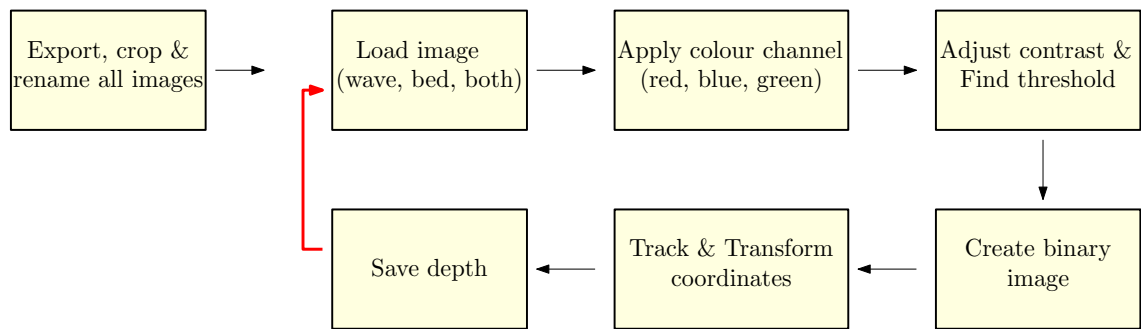 Export, crop &
rename all images
Load image
(wave, bed, both)
Apply colour channel
(red, blue, green)
Adjust contrast &
Find threshold
Create binary
image
Track & Transform
coordinates
Save depth